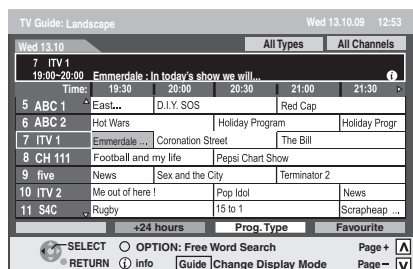 TV Guide: Landscape Wed 13.10.09 12:53
Wed 13.10 All Types All Channels
7 ITV 1
19:00~20:00 Emmerdale : In today's show we will...
Time: 19:30 20:00 20:30 21:00 21:30
5 ABC 1 East... D.I.Y. SOS Red Cap
6 ABC 2 Hot Wars Holiday Program Holiday Progr
7 ITV 1 Emmerdale ... Coronation Street The Bill
8 CH 111 Football and my life Pepsi Chart Show
9 five News Sex and the City Terminator 2
10 ITV 2 Me out of here ! Pop Idol News
11 S4C Rugby 15 to 1 Scrapheap ...
+24 hours Prog. Type Favourite
SELECT OPTION: Free Word Search Page+
RETURN info Guide Change Display Mode Page−